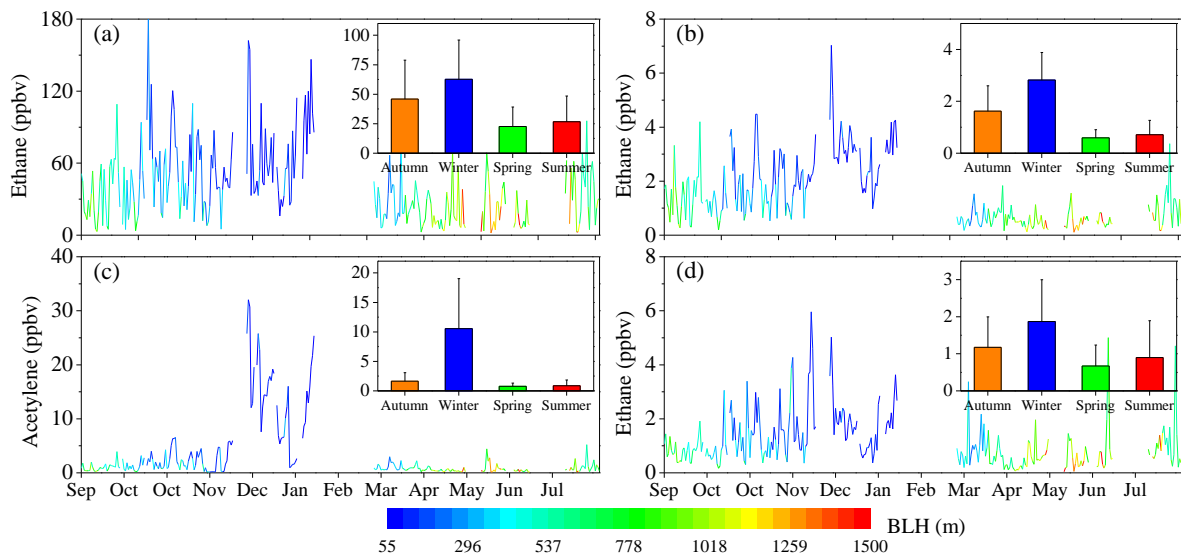 (a)
Ethane (ppbv)
180
120
60
0
100
75
50
25
0
Autumn Winter Spring Summer
(b)
Ethane (ppbv)
8
6
4
2
0
4
2
0
Autumn Winter Spring Summer
(c)
Acetylene (ppbv)
40
30
20
10
0
20
15
10
5
0
Autumn Winter Spring Summer
Sep Oct Oct Nov Dec Jan Feb Mar Apr May Jun Jul
(d)
Ethane (ppbv)
8
6
4
2
0
3
2
1
0
Autumn Winter Spring Summer
Sep Oct Oct Nov Dec Jan Feb Mar Apr May Jun Jul
BLH (m)
55 296 537 778 1018 1259 1500